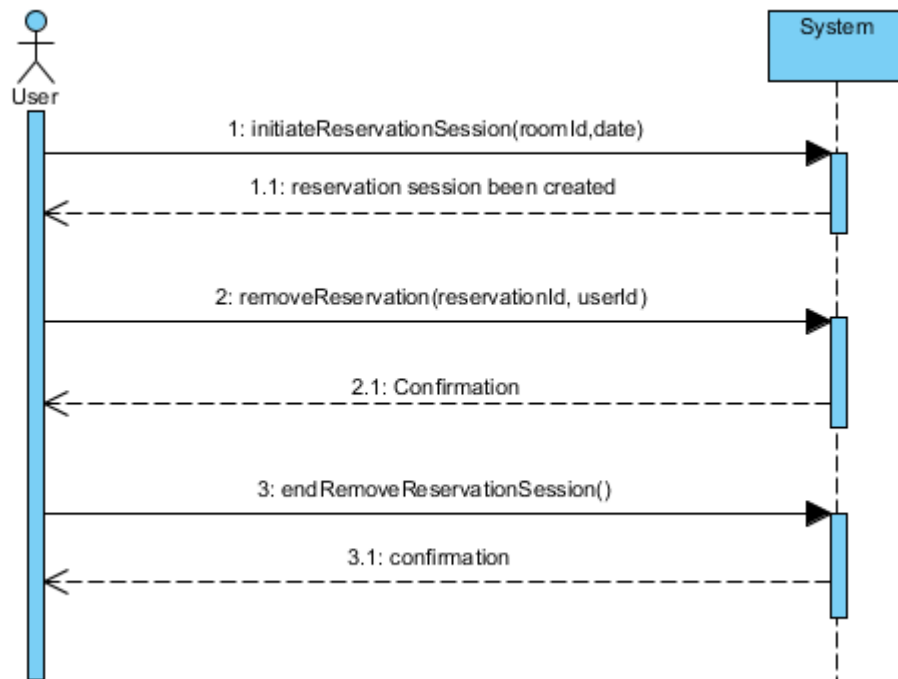 System
User
1: initiateReservationSession(roomId,date)
1.1: reservation session been created
2: removeReservation(reservationId, userId)
2.1: Confirmation
3: endRemoveReservationSession()
3.1: confirmation